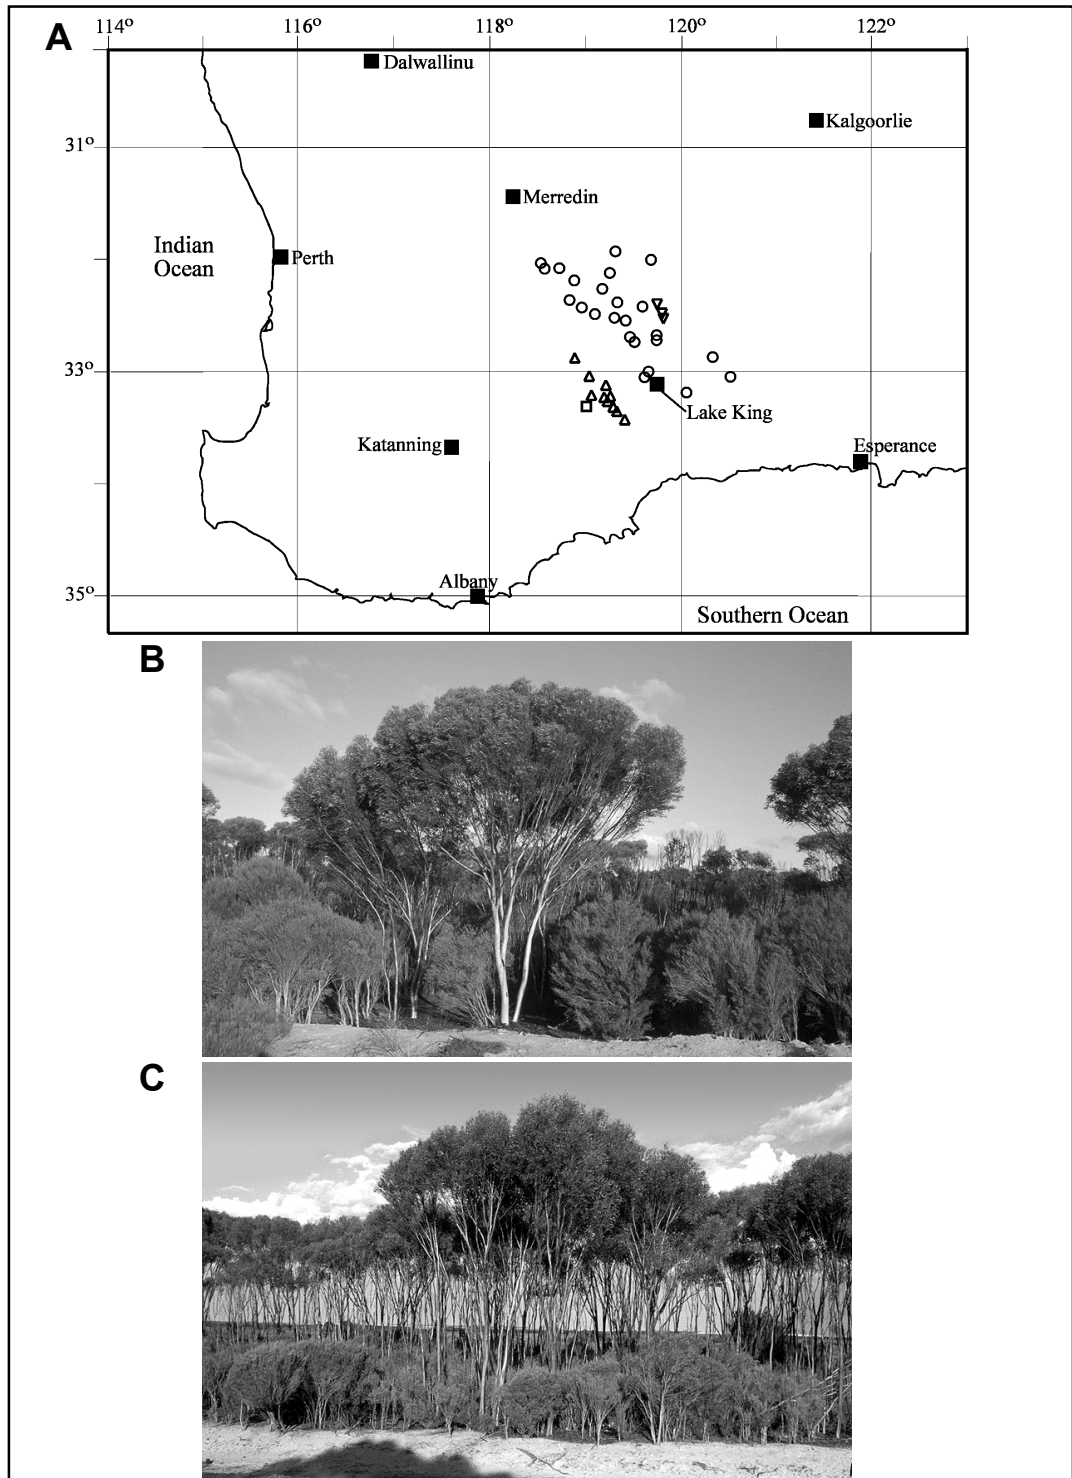 114º 116º 118º 120º 122º
A
Dalwallinu
Kalgoorlie
31º
Merredin
Indian
Ocean
Perth
33º
Lake King
Katanning
Esperance
Albany
35º
Southern Ocean
B
C